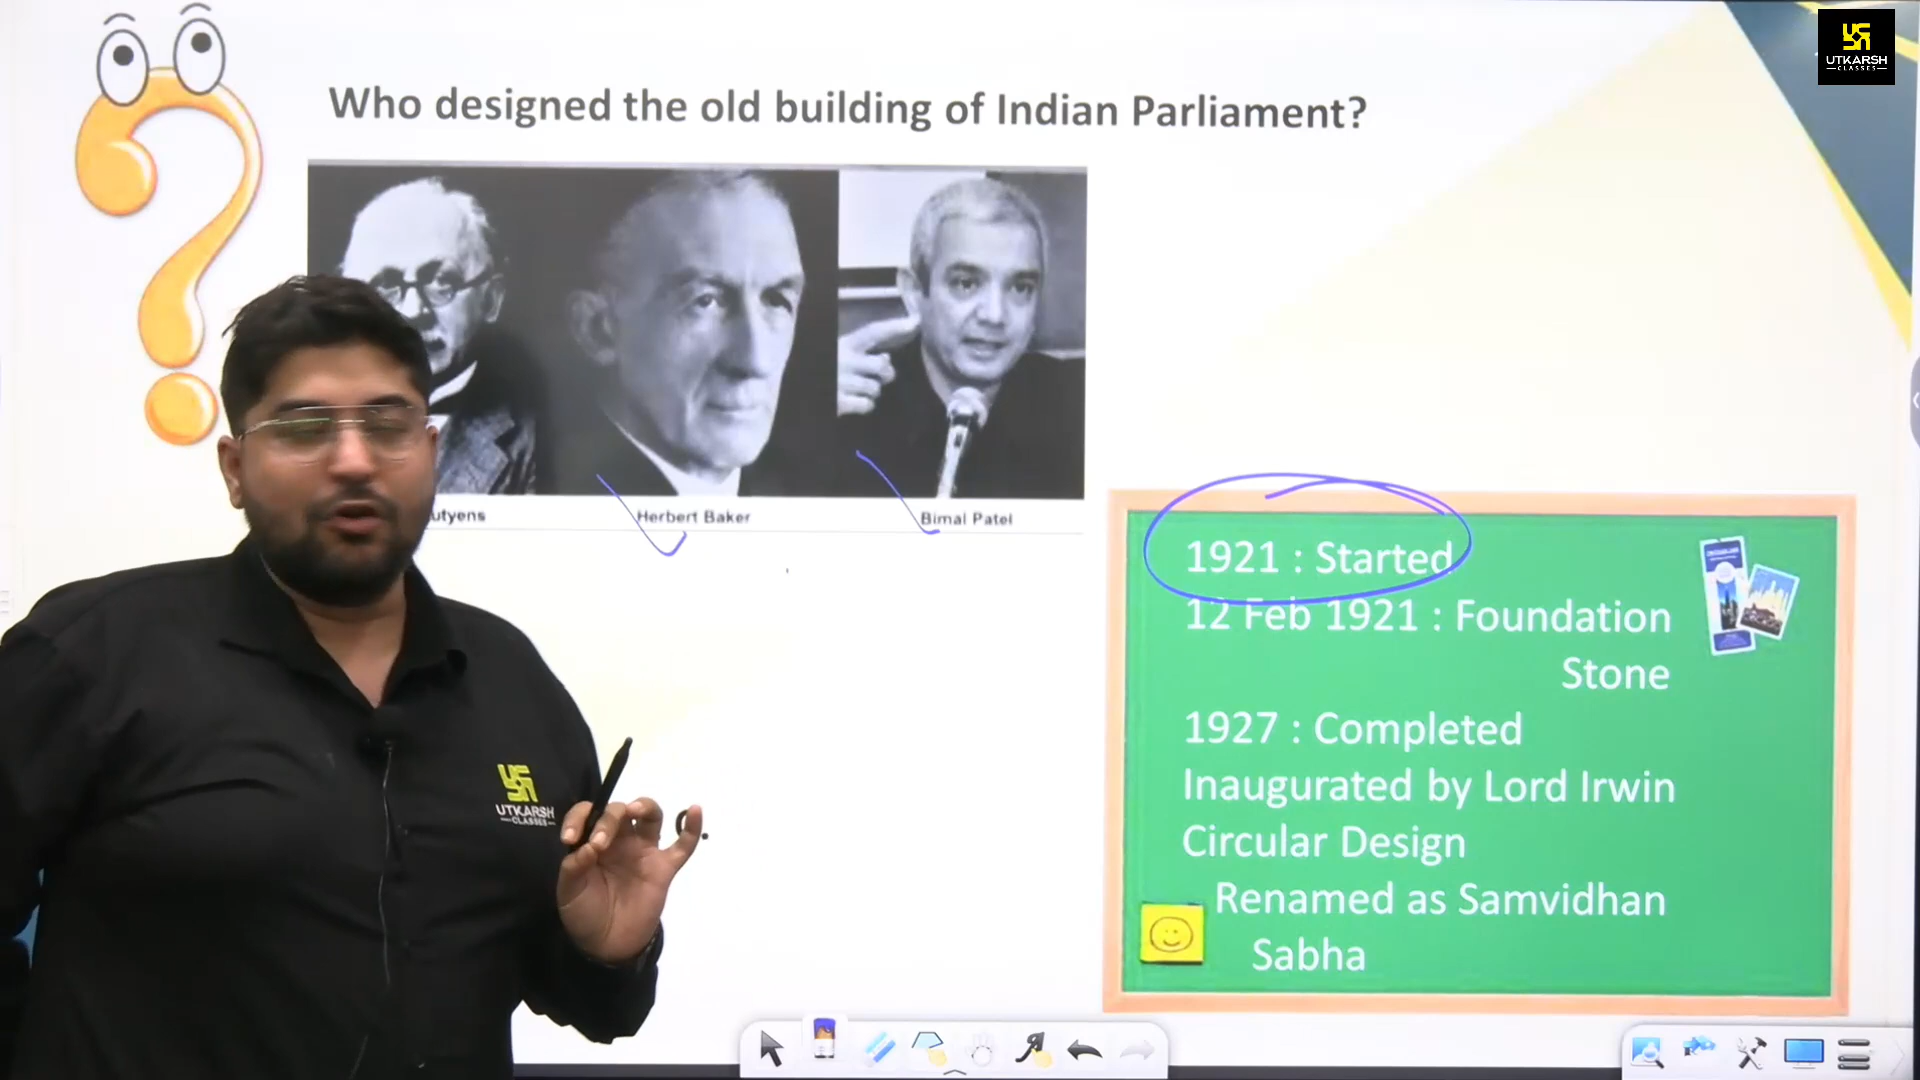 UTKARSH
CLASSES
Who designed the old building of Indian Parliament?
utyens
Herbert Baker
Bimal Patel
1921 : Started
12 Feb 1921 : Foundation
Stone
1927 : Completed
Inaugurated by Lord Irwin
Circular Design
Renamed as Samvidhan
Sabha
UTKARSH
CLASSES